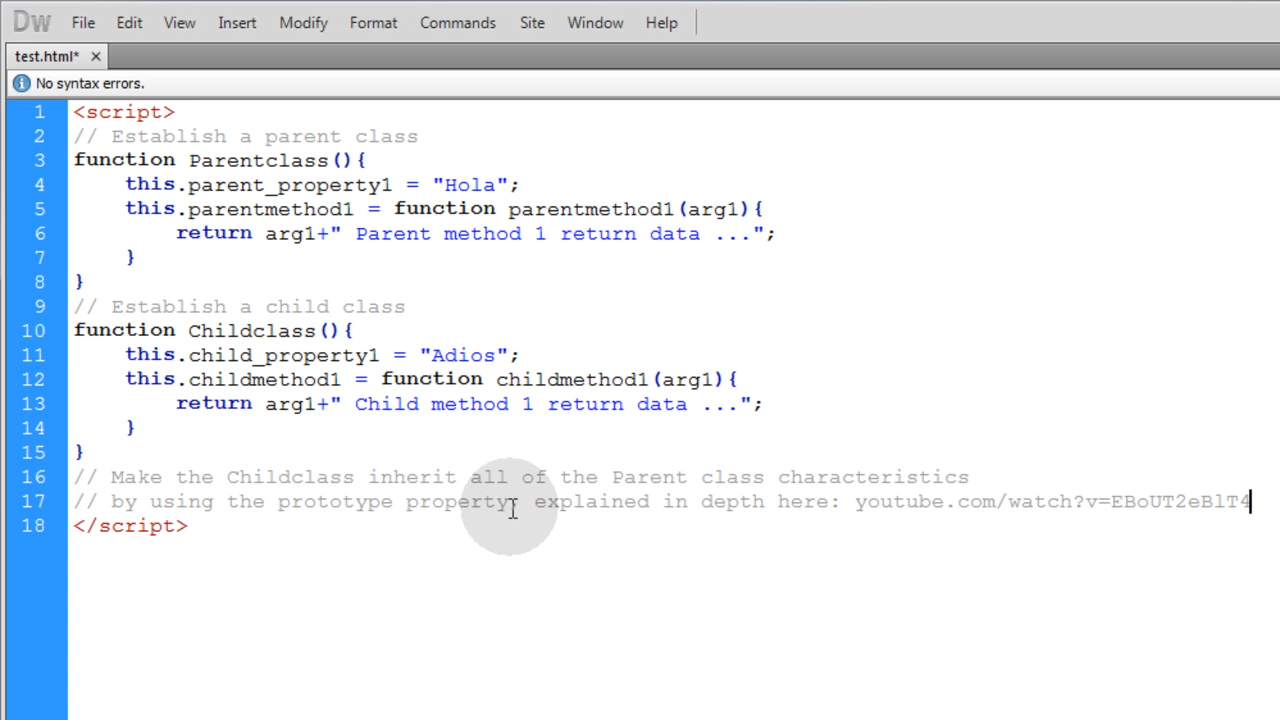 Dw File Edit View Insert Modify Format Commands Site Window Help
test.html* ×
No syntax errors.
1 <script>
2 // Establish a parent class
3 function Parentclass(){
4 this.parent_property1 = "Hola";
5 this.parentmethod1 = function parentmethod1(arg1){
6 return arg1+" Parent method 1 return data ...";
7 }
8 }
9 // Establish a child class
10 function Childclass(){
11 this.child_property1 = "Adios";
12 this.childmethod1 = function childmethod1(arg1){
13 return arg1+" Child method 1 return data ...";
14 }
15 }
16 // Make the Childclass inherit all of the Parent class characteristics
17 // by using the prototype property, explained in depth here: youtube.com/watch?v=EBoUT2eBlT4
18 </script>